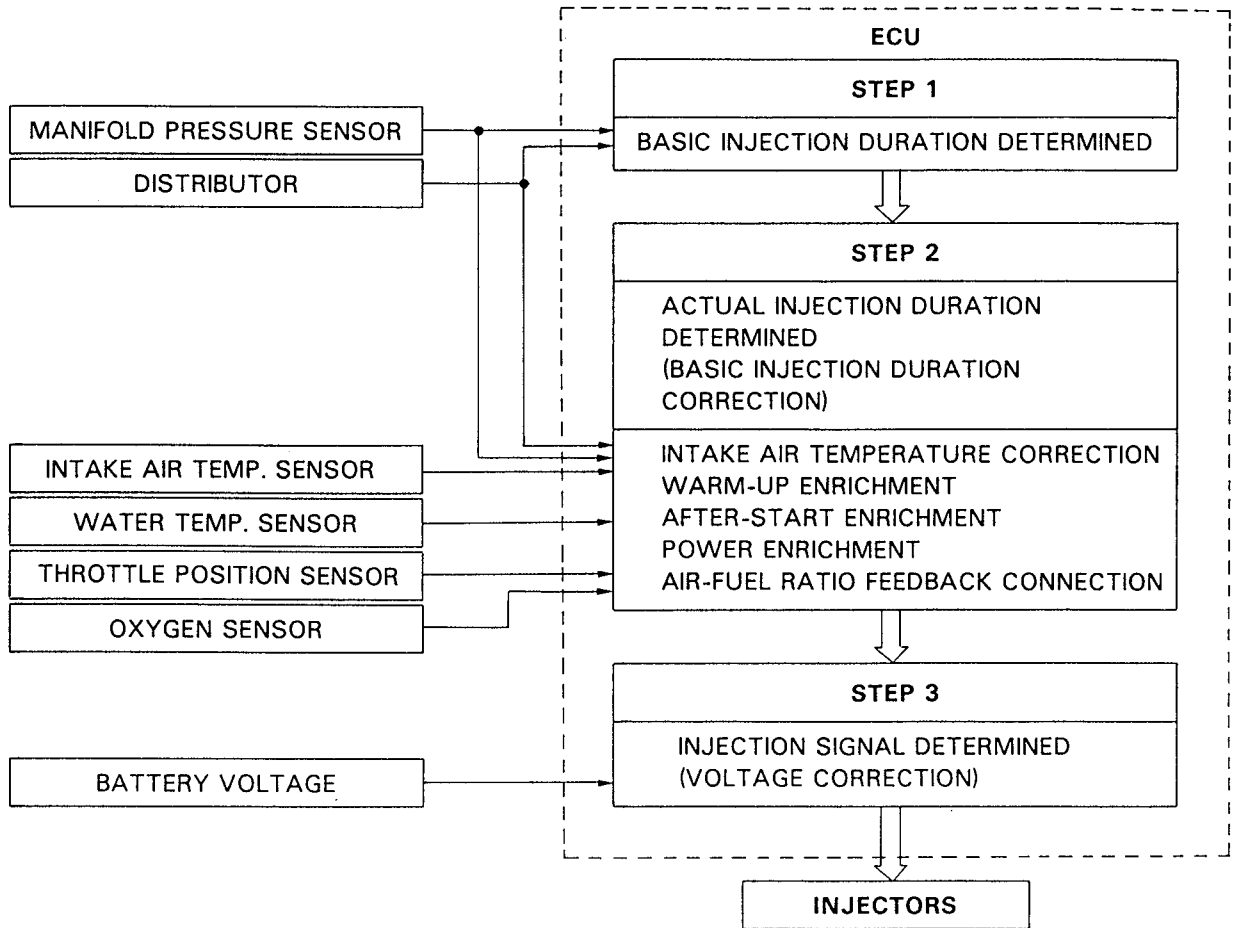 ECU
STEP 1
MANIFOLD PRESSURE SENSOR
BASIC INJECTION DURATION DETERMINED
DISTRIBUTOR
STEP 2
ACTUAL INJECTION DURATION
DETERMINED
(BASIC INJECTION DURATION
CORRECTION)
INTAKE AIR TEMP. SENSOR
WATER TEMP. SENSOR
THROTTLE POSITION SENSOR
OXYGEN SENSOR
INTAKE AIR TEMPERATURE CORRECTION
WARM-UP ENRICHMENT
AFTER-START ENRICHMENT
POWER ENRICHMENT
AIR-FUEL RATIO FEEDBACK CONNECTION
STEP 3
BATTERY VOLTAGE
INJECTION SIGNAL DETERMINED
(VOLTAGE CORRECTION)
INJECTORS